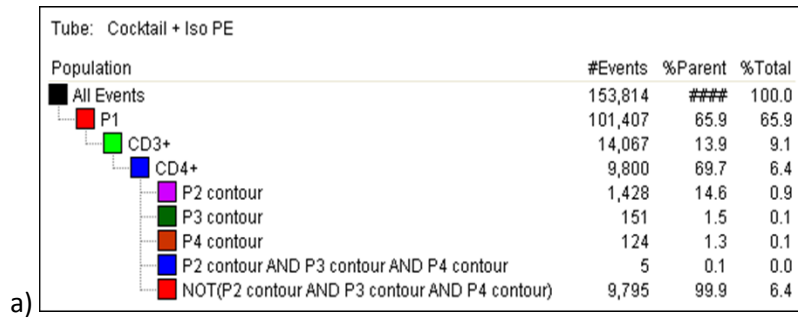 Tube: Cocktail + Iso PE
Population #Events %Parent %Total
All Events 153,814 #### 100.0
P1 101,407 65.9 65.9
CD3+ 14,067 13.9 9.1
CD4+ 9,800 69.7 6.4
P2 contour 1,428 14.6 0.9
P3 contour 151 1.5 0.1
P4 contour 124 1.3 0.1
P2 contour AND P3 contour AND P4 contour 5 0.1 0.0
NOT(P2 contour AND P3 contour AND P4 contour) 9,795 99.9 6.4
a)